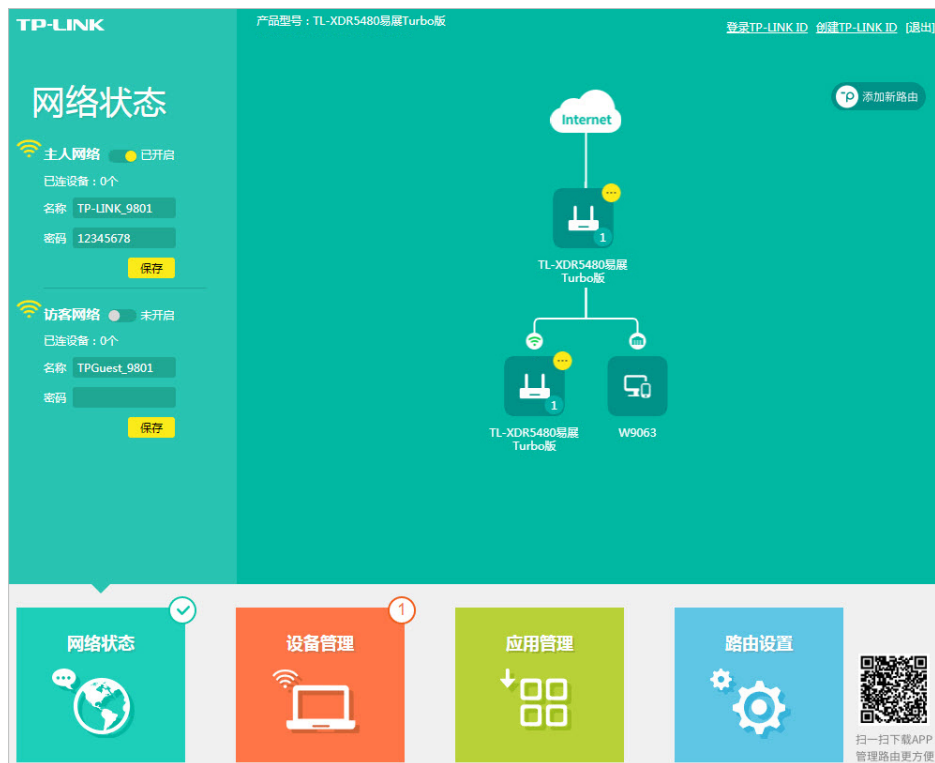 TP-LINK
产品型号：TL-XDR5480易展Turbo版
登录TP-LINK ID 创建TP-LINK ID [退出]
网络状态
添加新路由
主人网络 已开启
已连设备：0个
名称 TP-LINK_9801
密码 12345678
保存
访客网络 未开启
已连设备：0个
名称 TPGuest_9801
密码
保存
Internet
1
TL-XDR5480易展
Turbo版
1
TL-XDR5480易展
Turbo版
W9063
网络状态
设备管理
1
应用管理
路由设置
扫一扫下载APP
管理路由更方便